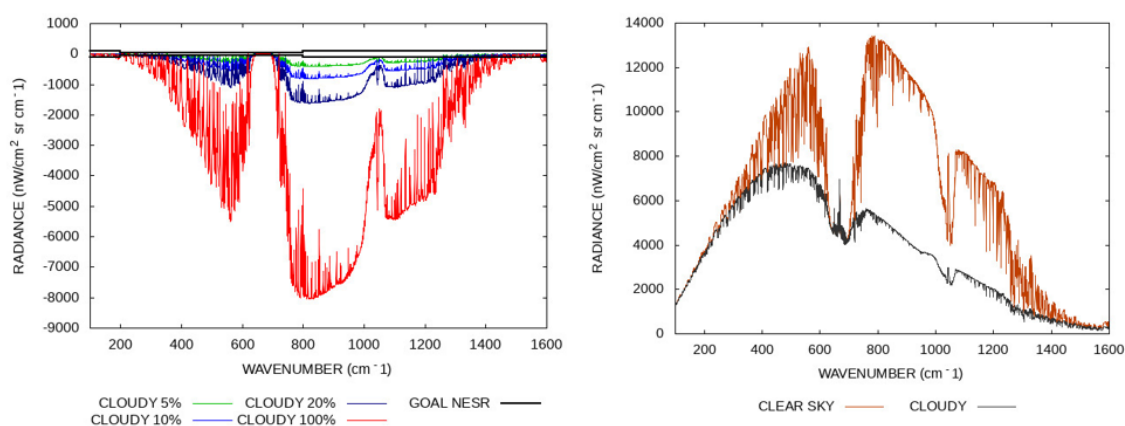 1000
0
-1000
-2000
-3000
-4000
-5000
-6000
-7000
-8000
-9000
RADIANCE (nW/cm² sr cm⁻1)
200 400 600 800 1000 1200 1400 1600
WAVENUMBER (cm⁻1)
CLOUDY 5% CLOUDY 20% GOAL NESR
CLOUDY 10% CLOUDY 100%
14000
12000
10000
8000
6000
4000
2000
0
RADIANCE (nW/cm² sr cm⁻1)
200 400 600 800 1000 1200 1400 1600
WAVENUMBER (cm⁻1)
CLEAR SKY CLOUDY